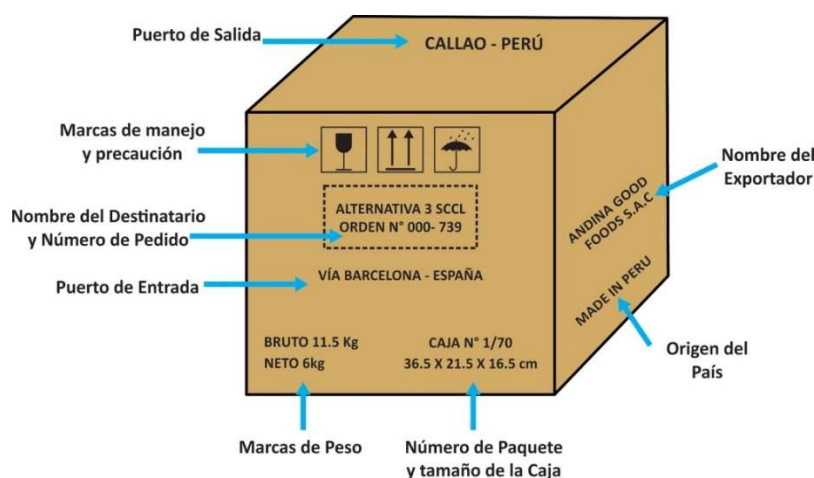 Puerto de Salida
CALLAO - PERÚ
Marcas de manejo
y precaución
Nombre del
Exportador
ANDINA GOOD
FOODS S.A.C
Nombre del Destinatario
y Número de Pedido
ALTERNATIVA 3 SCCL
ORDEN N° 000- 739
Puerto de Entrada
VÍA BARCELONA - ESPAÑA
MADE IN PERU
Origen del
País
BRUTO 11.5 Kg
NETO 6kg
CAJA N° 1/70
36.5 X 21.5 X 16.5 cm
Marcas de Peso
Número de Paquete
y tamaño de la Caja